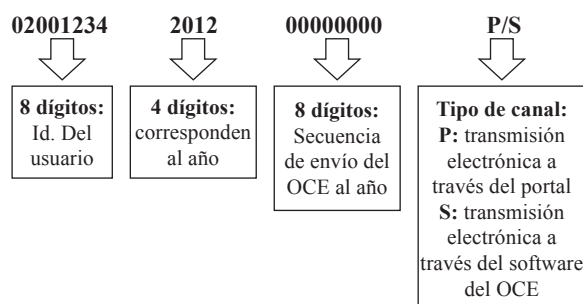 02001234 2012 00000000 P/S
8 dígitos:
Id. Del
usuario
4 dígitos:
corresponden
al año
8 dígitos:
Secuencia
de envío del
OCE al año
Tipo de canal:
P: transmisión
electrónica a
través del portal
S: transmisión
electrónica a
través del software
del OCE